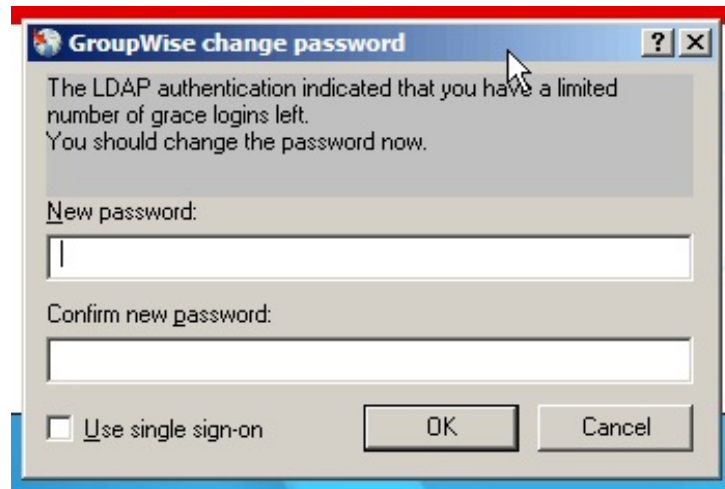 GroupWise change password
The LDAP authentication indicated that you have a limited
number of grace logins left.
You should change the password now.
New password:
Confirm new password:
Use single sign-on
OK
Cancel